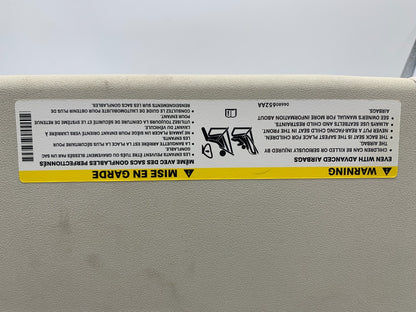 WARNING
EVEN WITH ADVANCED AIRBAGS
• CHILDREN CAN BE KILLED OR SERIOUSLY INJURED BY
THE AIRBAG.
• THE BACK SEAT IS THE SAFEST PLACE FOR CHILDREN.
• NEVER PUT A REAR-FACING CHILD SEAT IN THE FRONT.
• ALWAYS USE SEAT BELTS AND CHILD RESTRAINTS.
• SEE OWNER'S MANUAL FOR MORE INFORMATION ABOUT
AIRBAGS.
04680652AA
MISE EN GARDE
MÊME AVEC DES SACS GONFLABLES PERFECTIONNÉS
• LES ENFANTS PEUVENT ÊTRE TUÉS OU GRAVEMENT BLESSÉS PAR SAC
GONFLABLE.
• LA BANQUETTE ARRIÈRE EST LA PLACE LA PLUS SÉCURITAIRE POUR
LES ENFANTS.
• NE JAMAIS PLACER UN SIÈGE POUR ENFANT ORIENTÉ VERS L'ARRIÈRE À
L'AVANT VÉHICULE.
• UTILISEZ TOUJOURS LA CEINTURE DE SÉCURITÉ ET LE SYSTÈME DE RETENUE
POUR ENFANT.
• CONSULTEZ LE GUIDE DE L'AUTOMOBILISTE POUR OBTENIR PLUS DE
RENSEIGNEMENTS SUR LES SACS GONFLABLES.